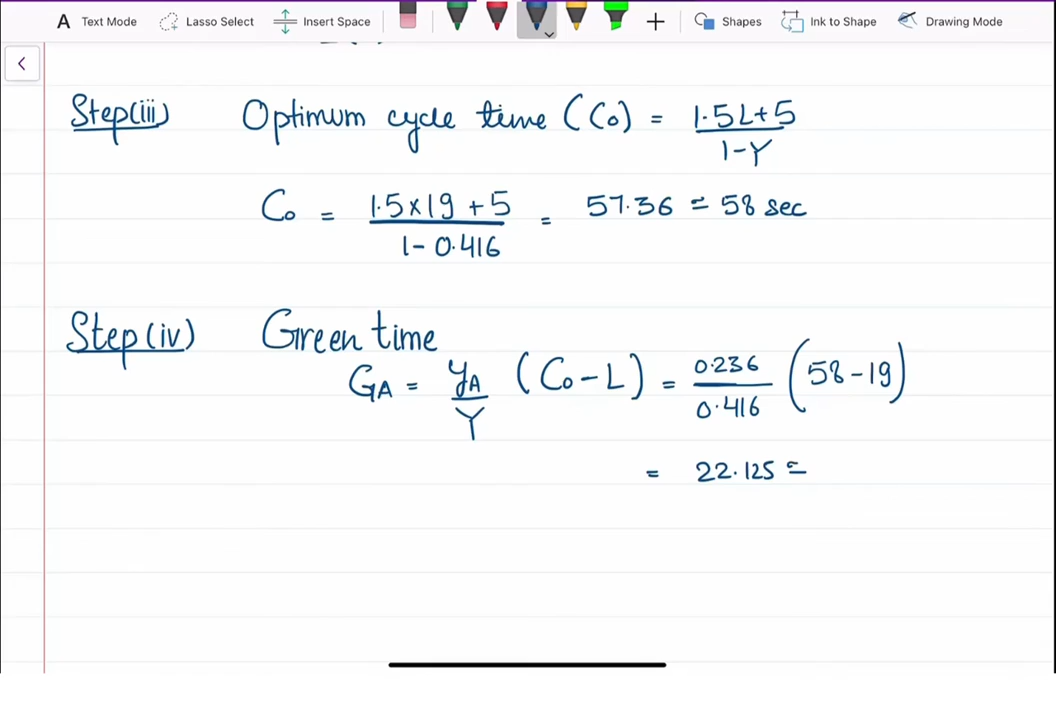 Text Mode Lasso Select Insert Space Shapes Ink to Shape Drawing Mode
Step(iii) Optimum cycle time (Co) = 1.5L+5 / 1-Y
Co = 1.5×19+5 / 1-0.416 = 57.36 ≃ 58 sec
Step(iv) Green time
GA = yA / Y (Co-L) = 0.236 / 0.416 (58-19)
= 22.125 ≃